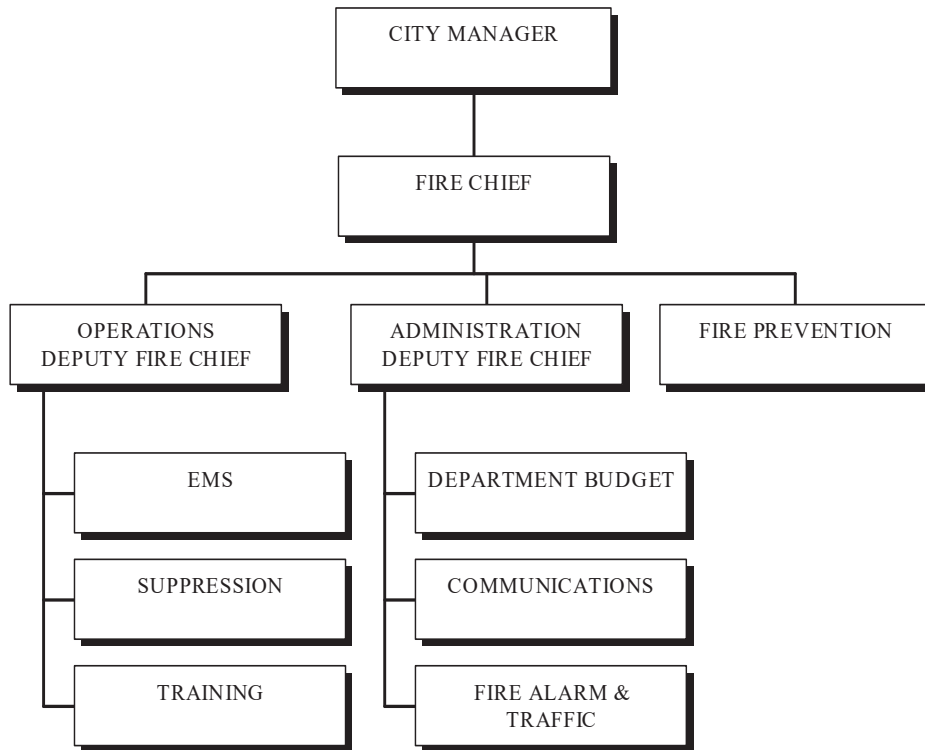 CITY MANAGER
FIRE CHIEF
OPERATIONS
DEPUTY FIRE CHIEF
ADMINISTRATION
DEPUTY FIRE CHIEF
FIRE PREVENTION
EMS
DEPARTMENT BUDGET
SUPPRESSION
COMMUNICATIONS
TRAINING
FIRE ALARM &
TRAFFIC